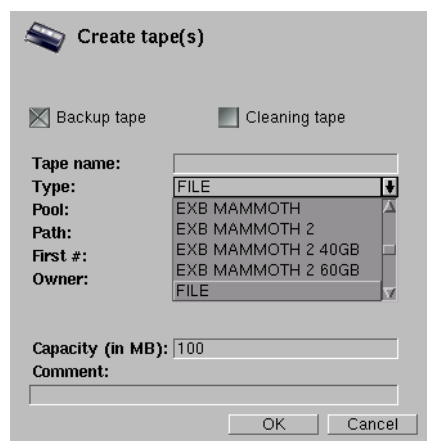 Create tape(s)
Backup tape Cleaning tape
Tape name:
Type: FILE
Pool: EXB MAMMOTH
Path: EXB MAMMOTH 2
First #: EXB MAMMOTH 2 40GB
EXB MAMMOTH 2 60GB
Owner: FILE
Capacity (in MB): 100
Comment:
OK Cancel